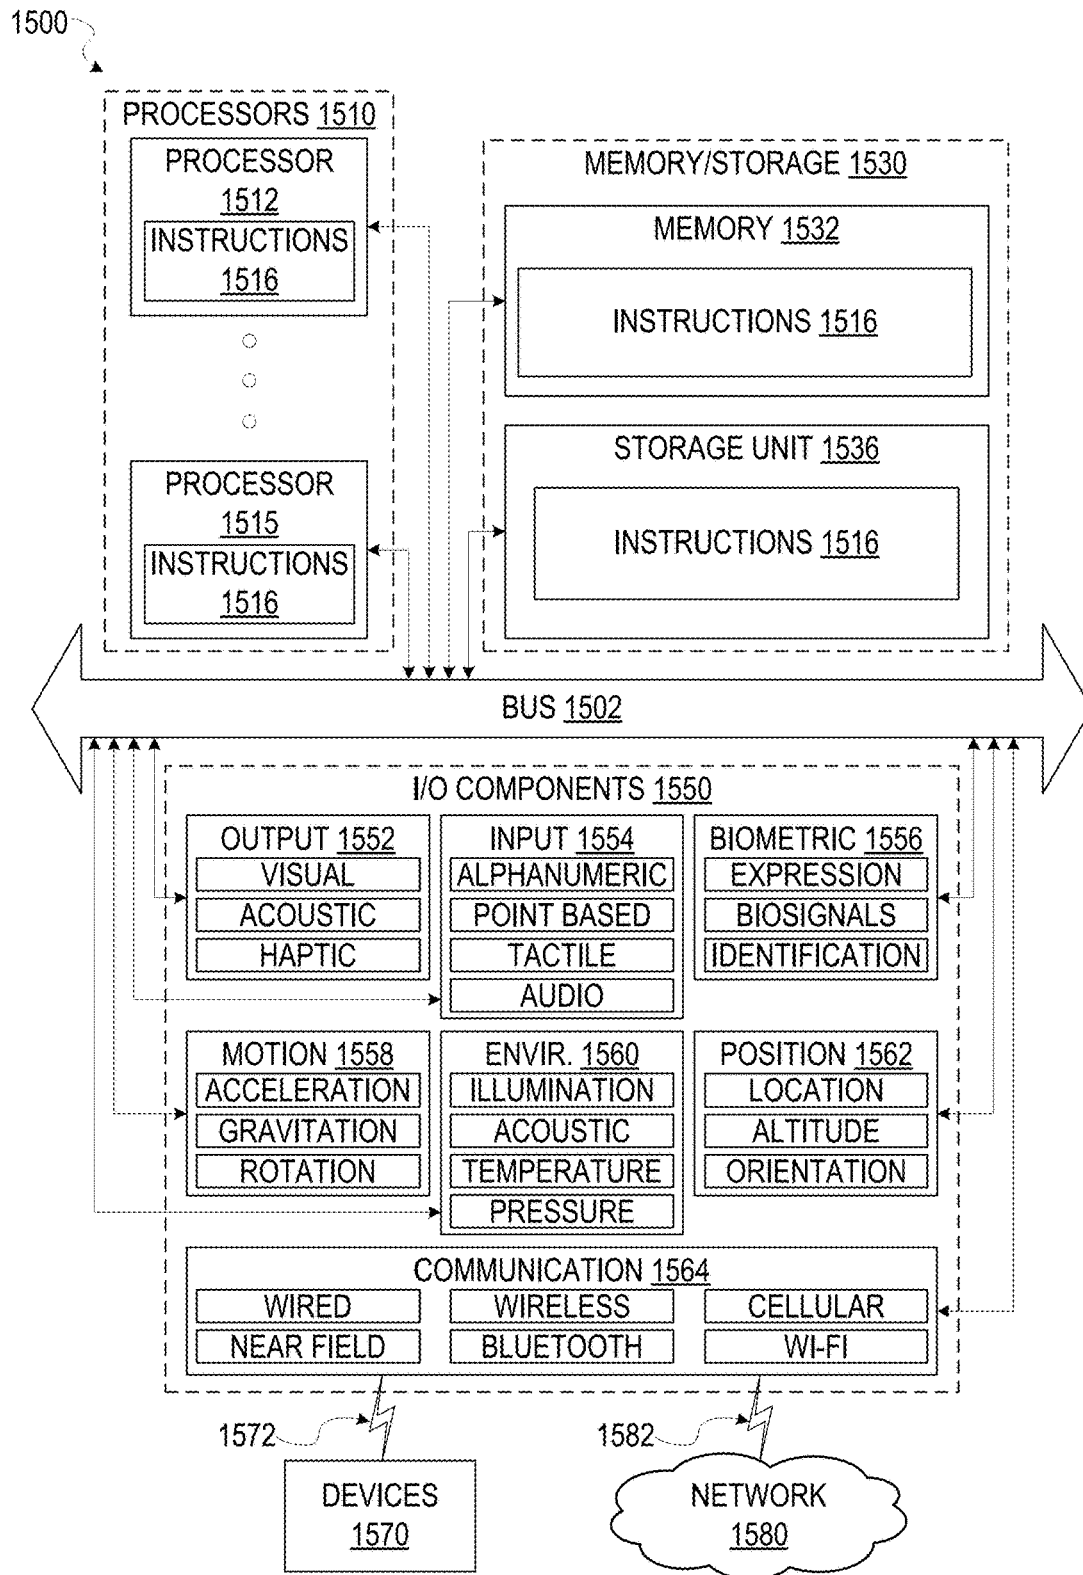 1500
PROCESSORS 1510
PROCESSOR
1512
INSTRUCTIONS
1516
PROCESSOR
1515
INSTRUCTIONS
1516
MEMORY/STORAGE 1530
MEMORY 1532
INSTRUCTIONS 1516
STORAGE UNIT 1536
INSTRUCTIONS 1516
BUS 1502
I/O COMPONENTS 1550
OUTPUT 1552
VISUAL
ACOUSTIC
HAPTIC
INPUT 1554
ALPHANUMERIC
POINT BASED
TACTILE
AUDIO
BIOMETRIC 1556
EXPRESSION
BIOSIGNALS
IDENTIFICATION
MOTION 1558
ACCELERATION
GRAVITATION
ROTATION
ENVIR. 1560
ILLUMINATION
ACOUSTIC
TEMPERATURE
PRESSURE
POSITION 1562
LOCATION
ALTITUDE
ORIENTATION
COMMUNICATION 1564
WIRED
WIRELESS
CELLULAR
NEAR FIELD
BLUETOOTH
WI-FI
1572
1582
DEVICES
1570
NETWORK
1580